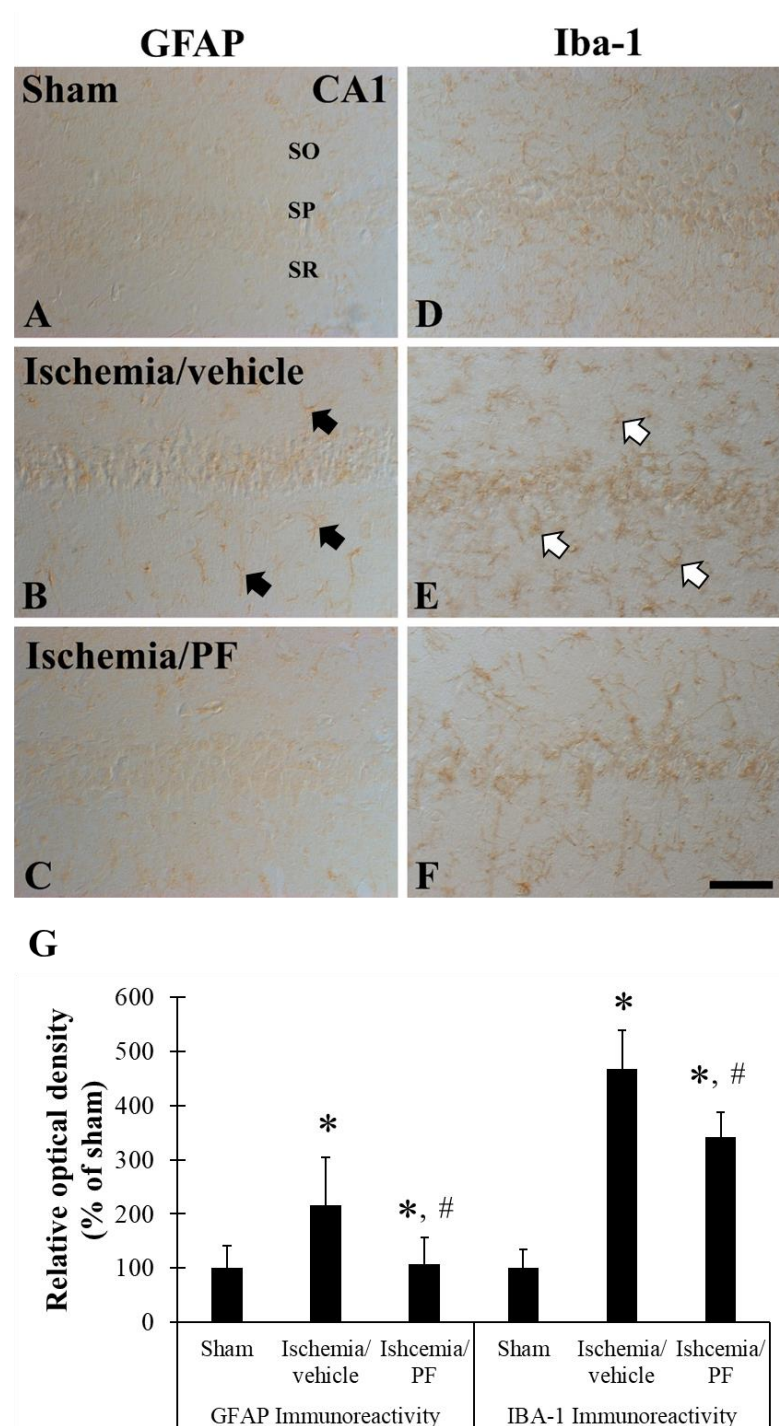 GFAP
Iba-1
Sham
CA1
SO
SP
SR
A
D
Ischemia/vehicle
B
E
Ischemia/PF
C
F
G
Relative optical density
(% of sham)
600
500
400
300
200
100
0
*
*, #
*
*, #
Sham
Ischemia/
vehicle
Ishcemia/
PF
Sham
Ischemia/
vehicle
Ishcemia/
PF
GFAP Immunoreactivity
IBA-1 Immunoreactivity